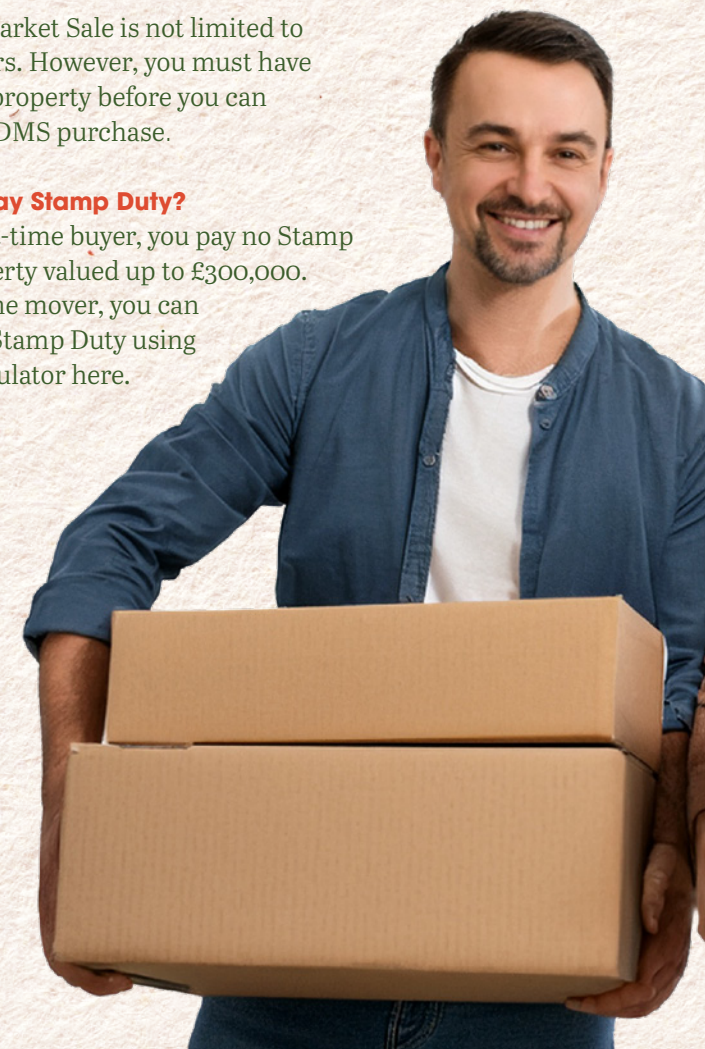 arket Sale is not limited to
rs. However, you must have
property before you can
DMS purchase.
ay Stamp Duty?
-time buyer, you pay no Stamp
erty valued up to £300,000.
ne mover, you can
Stamp Duty using
ulator here.